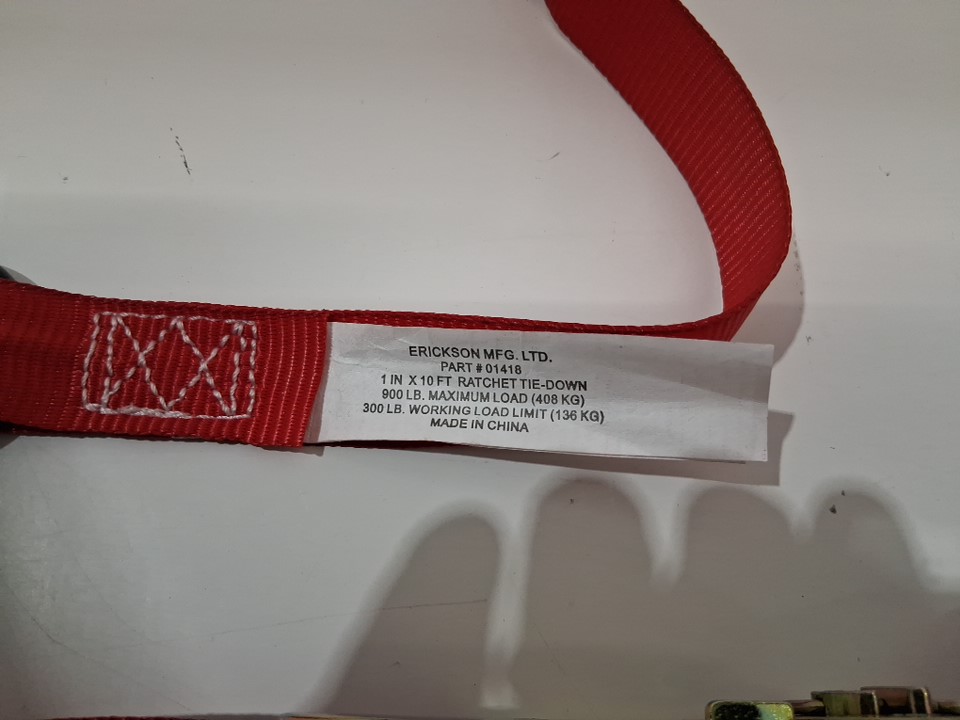 ERICKSON MFG. LTD.
PART # 01418
1 IN X 10 FT RATCHET TIE-DOWN
900 LB. MAXIMUM LOAD (408 KG)
300 LB. WORKING LOAD LIMIT (136 KG)
MADE IN CHINA